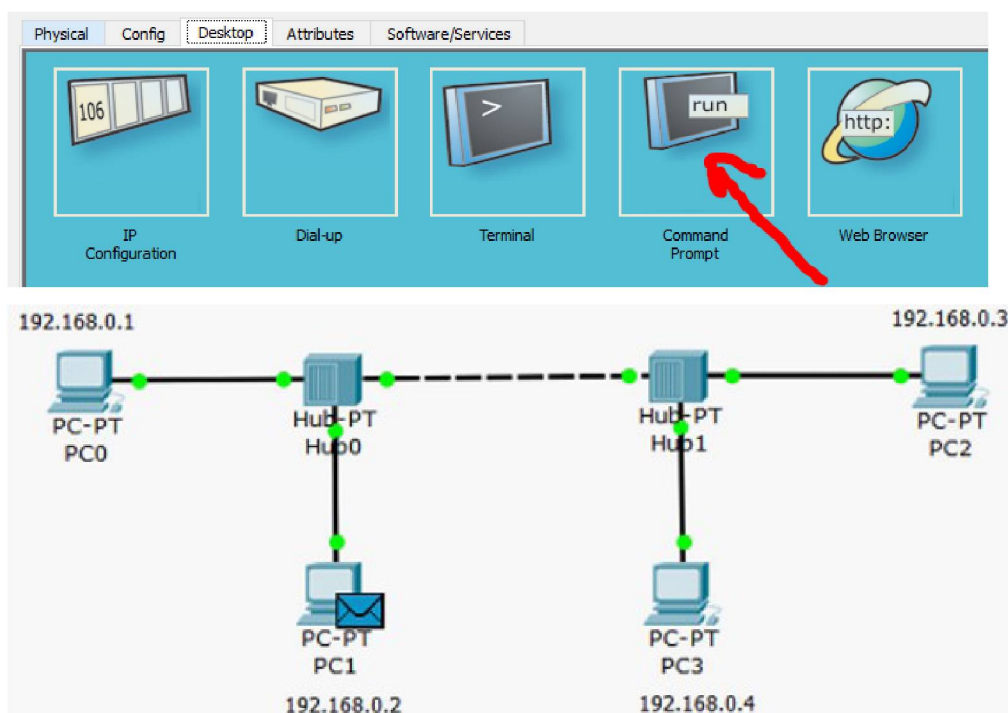 Physical Config Desktop Attributes Software/Services
106
>
run
http:
IP
Configuration
Dial-up
Terminal
Command
Prompt
Web Browser
192.168.0.1
192.168.0.3
PC-PT
PC0
Hub-PT
Hub0
Hub-PT
Hub1
PC-PT
PC2
PC-PT
PC1
PC-PT
PC3
192.168.0.2
192.168.0.4